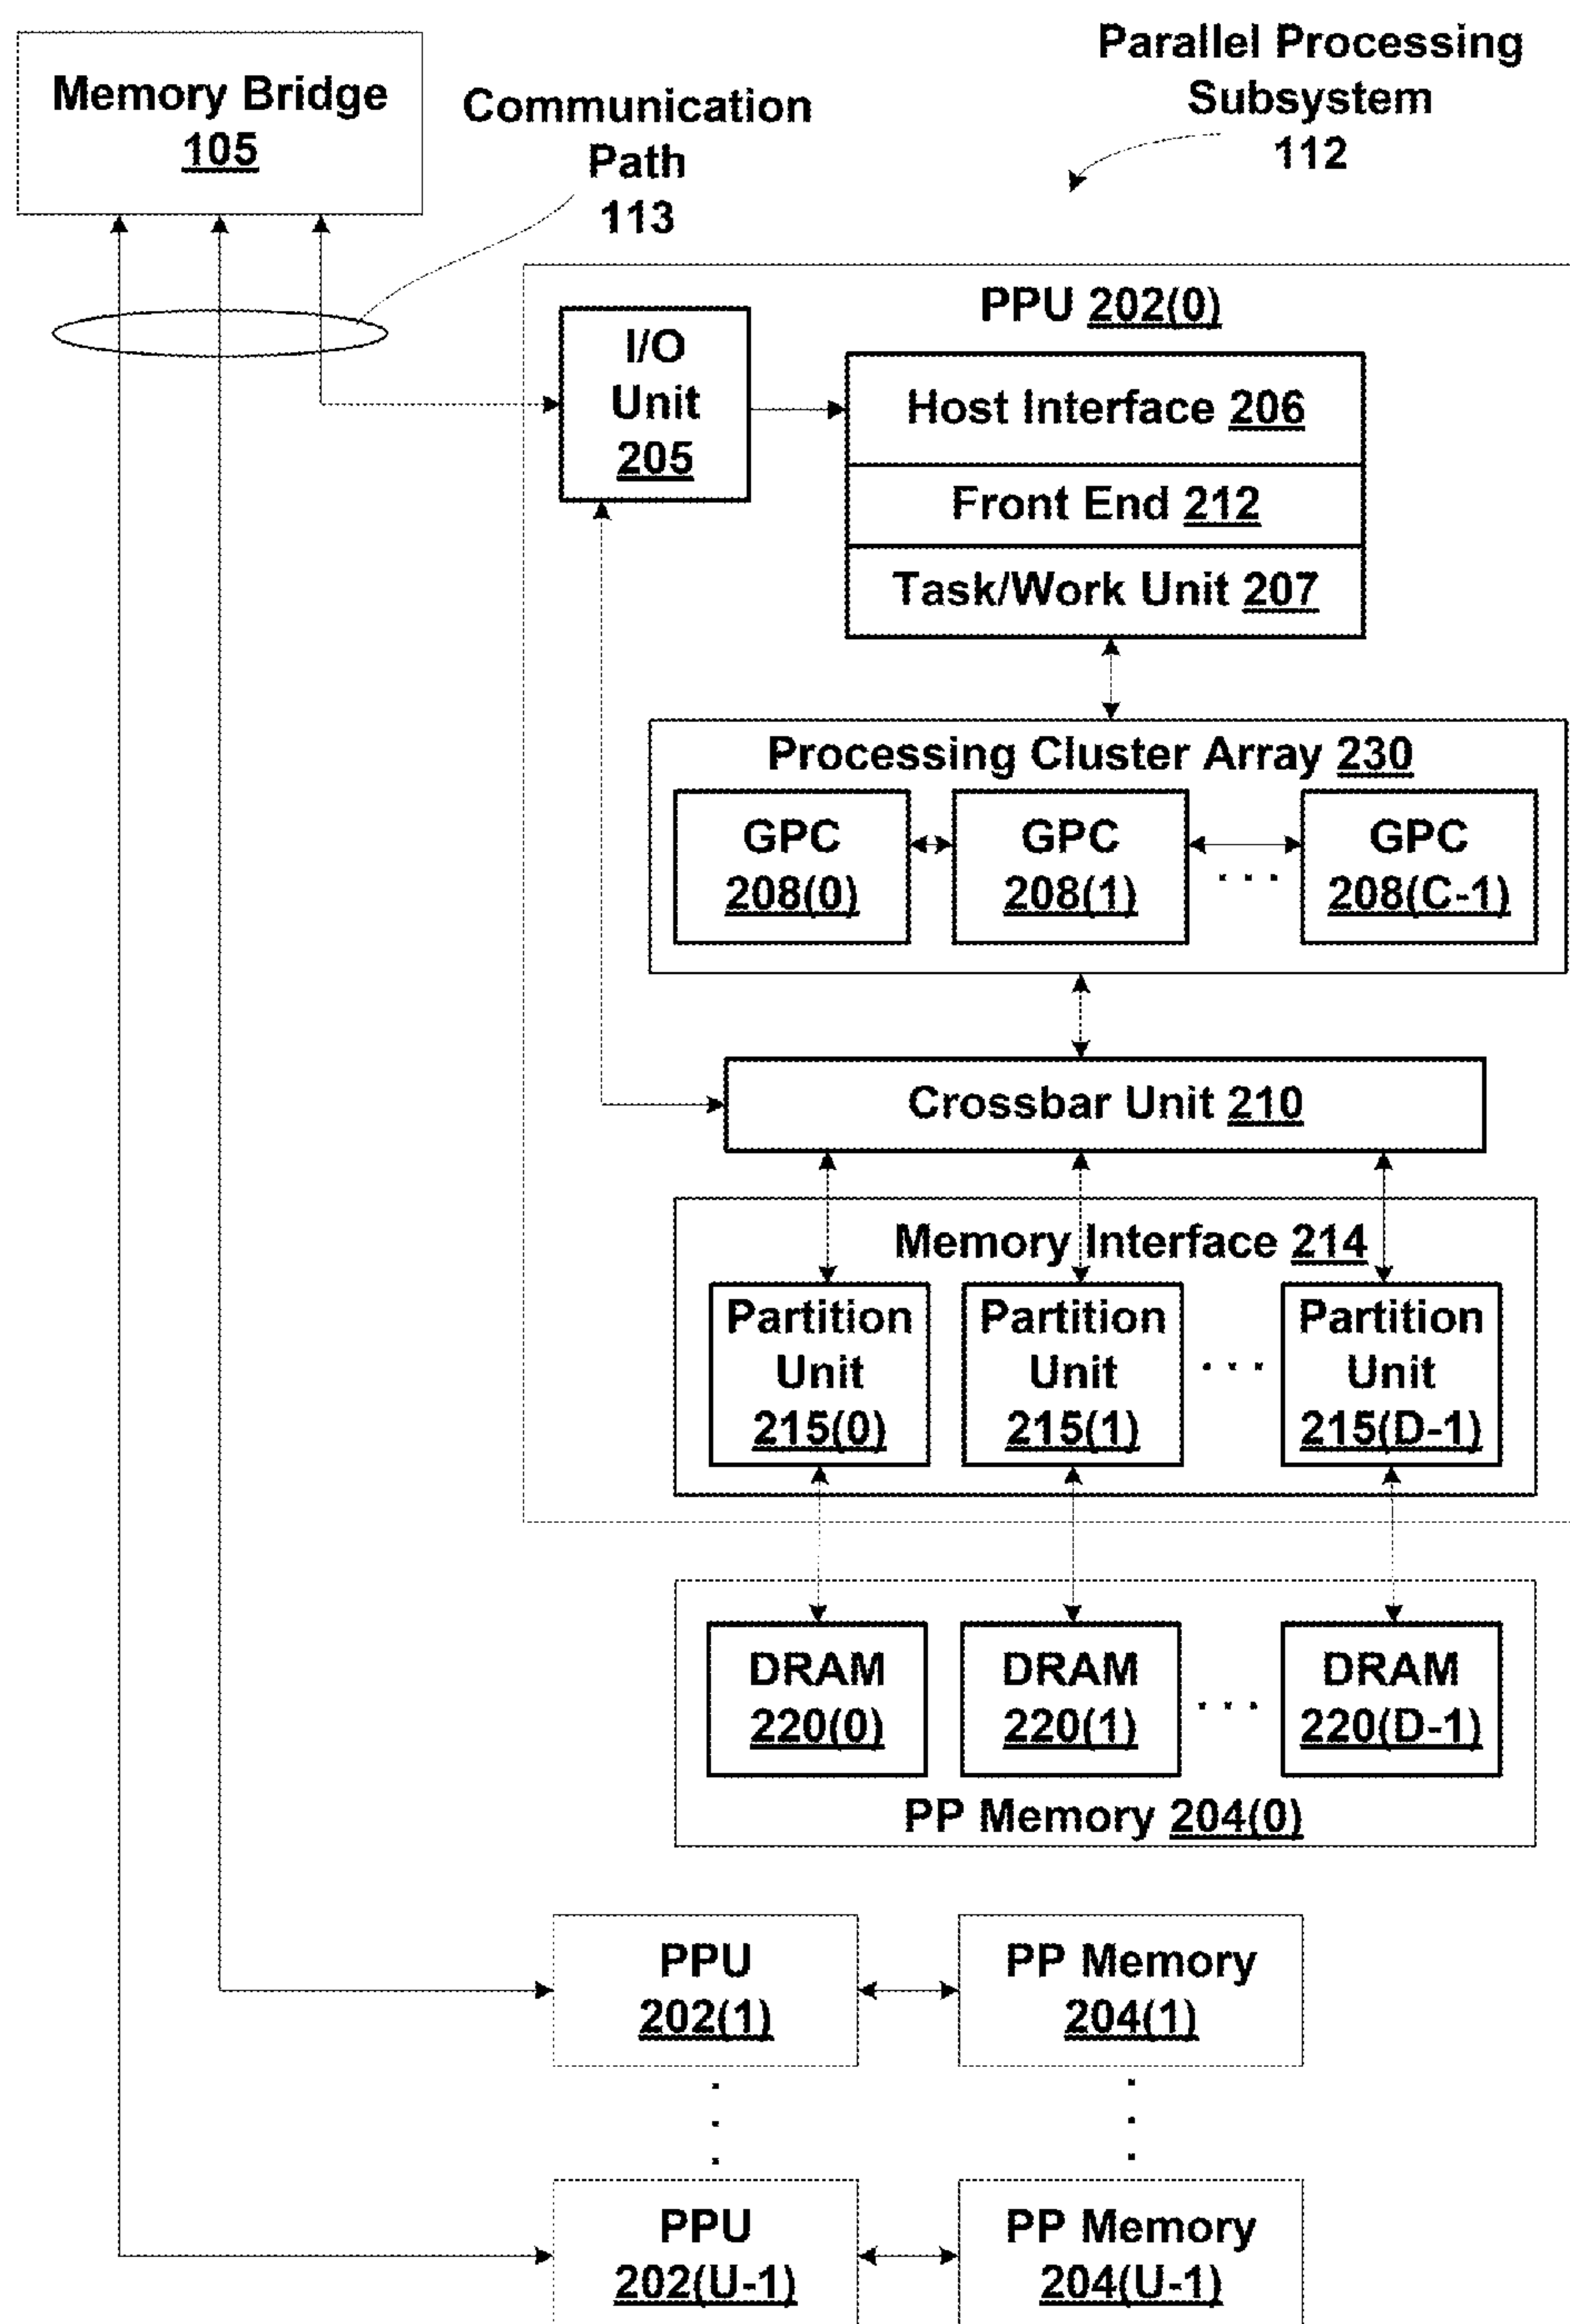 Memory Bridge
105
Communication
Path
113
Parallel Processing
Subsystem
112
PPU 202(0)
I/O
Unit
205
Host Interface 206
Front End 212
Task/Work Unit 207
Processing Cluster Array 230
GPC
208(0)
GPC
208(1)
. . .
GPC
208(C-1)
Crossbar Unit 210
Memory Interface 214
Partition
Unit
215(0)
Partition
Unit
215(1)
. . .
Partition
Unit
215(D-1)
DRAM
220(0)
DRAM
220(1)
. . .
DRAM
220(D-1)
PP Memory 204(0)
PPU
202(1)
PP Memory
204(1)
PPU
202(U-1)
PP Memory
204(U-1)